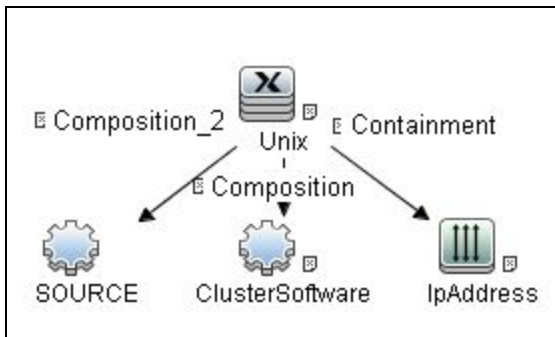 Composition_2
Containment
Unix
Composition
SOURCE
ClusterSoftware
IpAddress